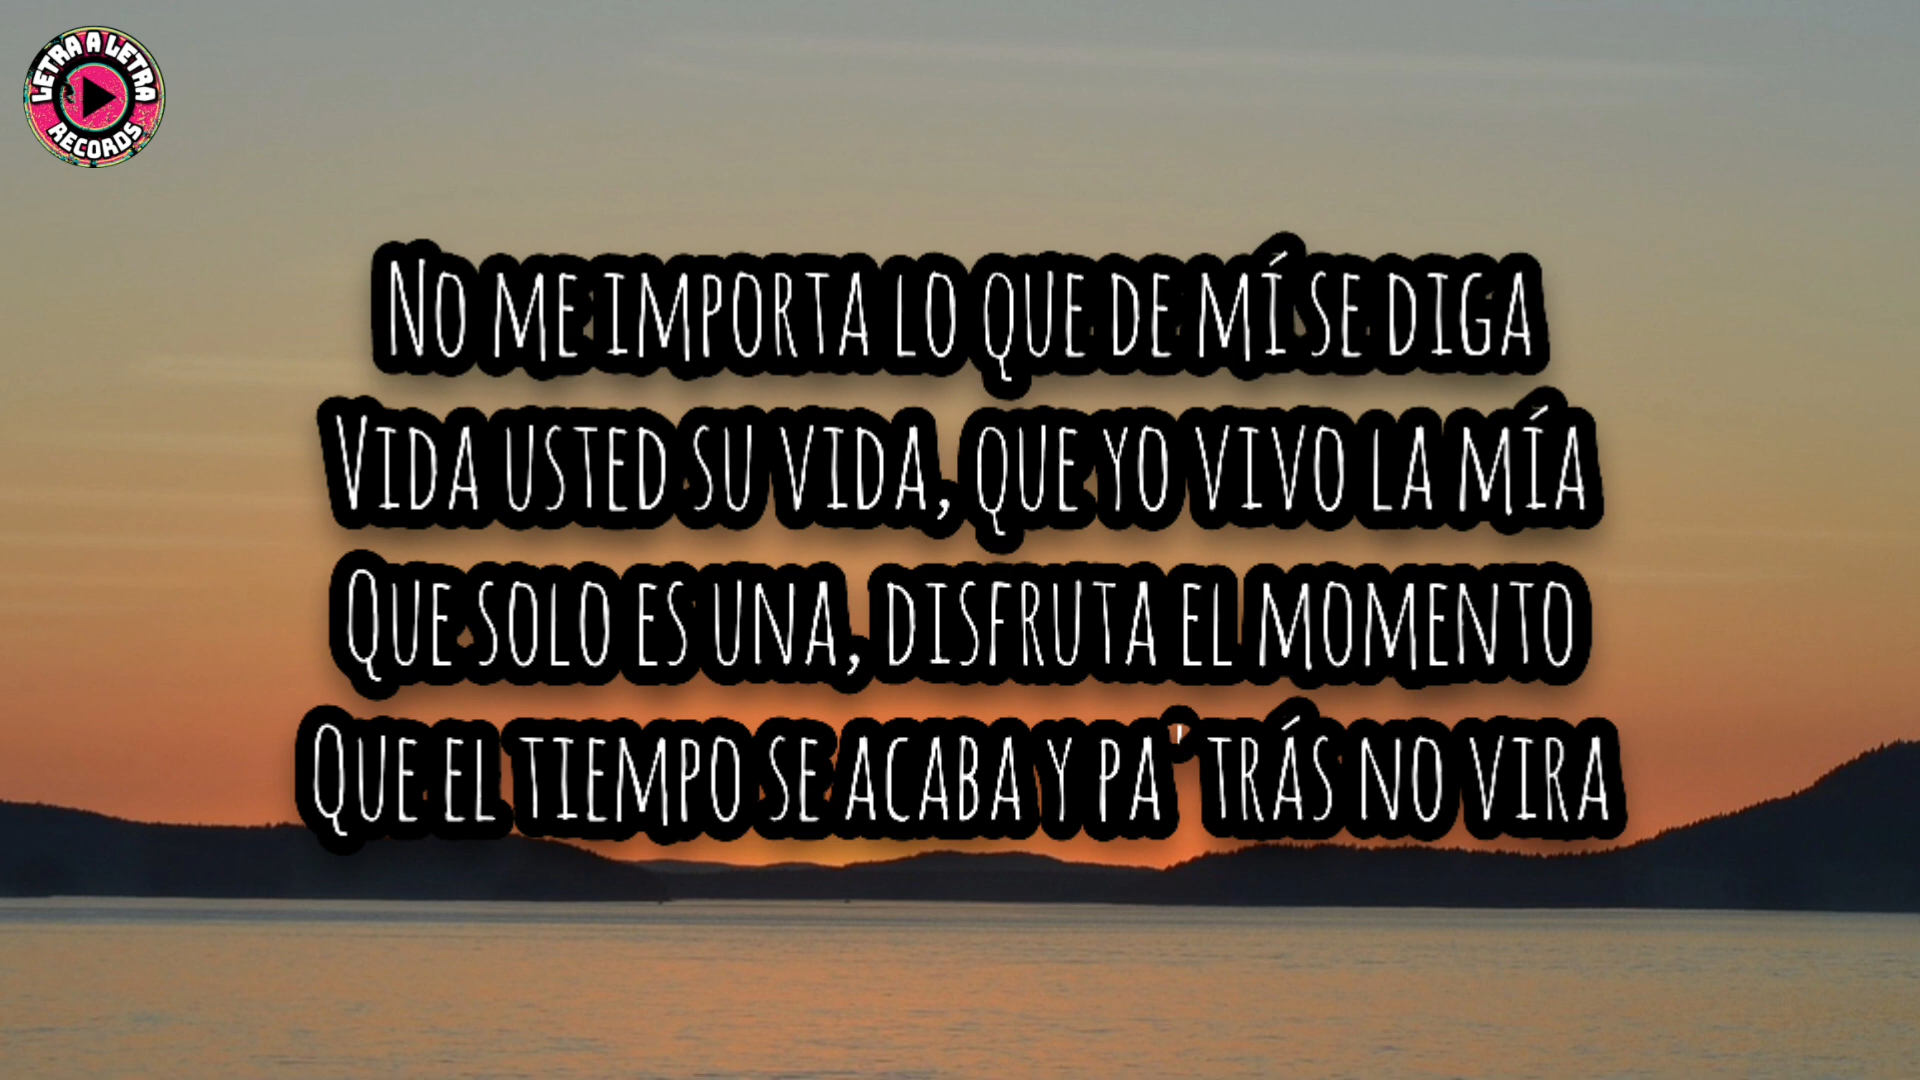 LETRA A LETRA
RECORDS
No me importa lo que de mí se diga
Vida usted su vida, que yo vivo la mía
Que solo es una, disfruta el momento
Que el tiempo se acaba y pa' trás no vira